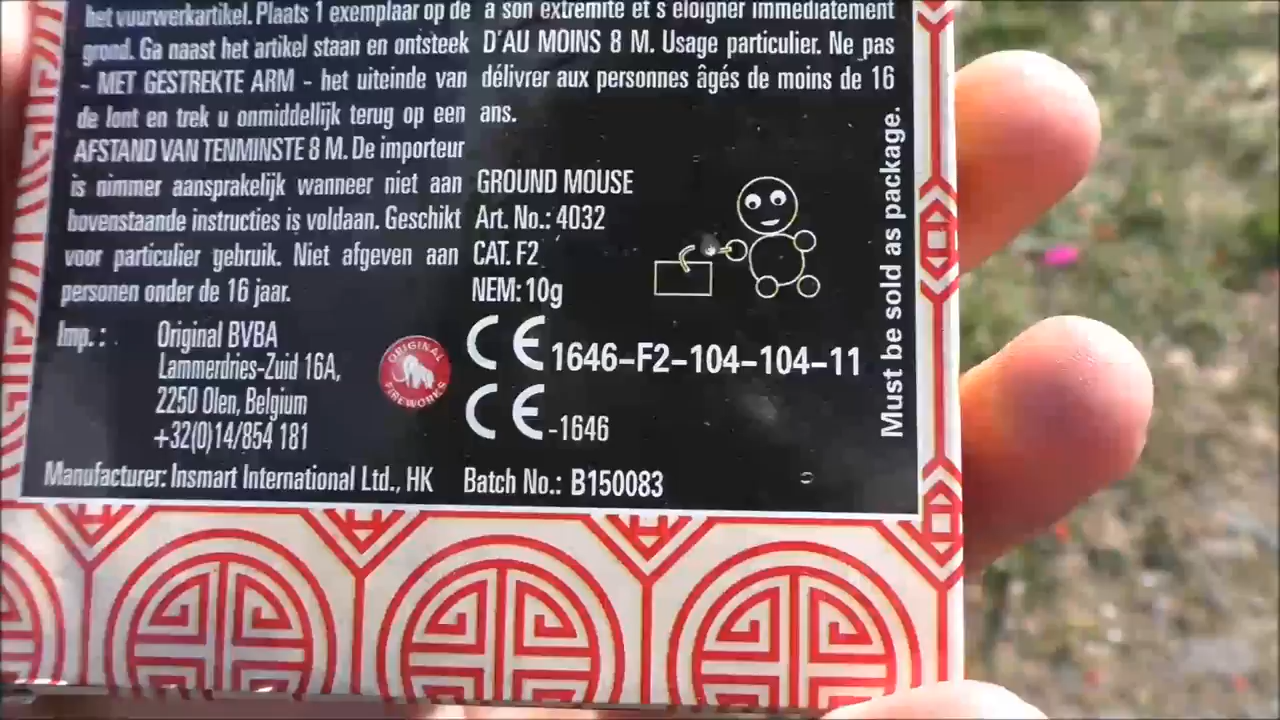 het vuurwerkartikel. Plaats 1 exemplaar op de
grond. Ga naast het artikel staan en ontsteek
- MET GESTREKTE ARM - het uiteinde van
de lont en trek u onmiddellijk terug op een
AFSTAND VAN TENMINSTE 8 M. De importeur
is nimmer aansprakelijk wanneer niet aan
bovenstaande instructies is voldaan. Geschikt
voor particulier gebruik. Niet afgeven aan
personen onder de 16 jaar.
à son extrémité et s'éloigner immédiatement
D'AU MOINS 8 M. Usage particulier. Ne pas
délivrer aux personnes âgés de moins de 16
ans.
GROUND MOUSE
Art. No.: 4032
CAT. F2
NEM: 10g
CE 1646-F2-104-104-11
CE -1646
Must be sold as package.
Imp. :
Original BVBA
Lammerdries-Zuid 16A,
2250 Olen, Belgium
+32(0)14/854 181
ORIGINAL
FIREWORKS
Manufacturer: Insmart International Ltd., HK
Batch No.: B150083